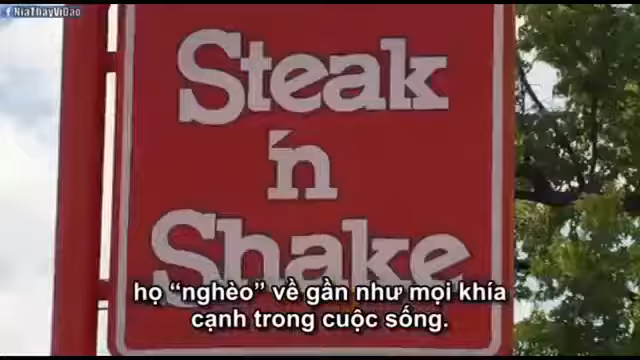 NiaThayViDao
Steak
'n
Shake
họ “nghèo” về gần như mọi khía
cạnh trong cuộc sống.